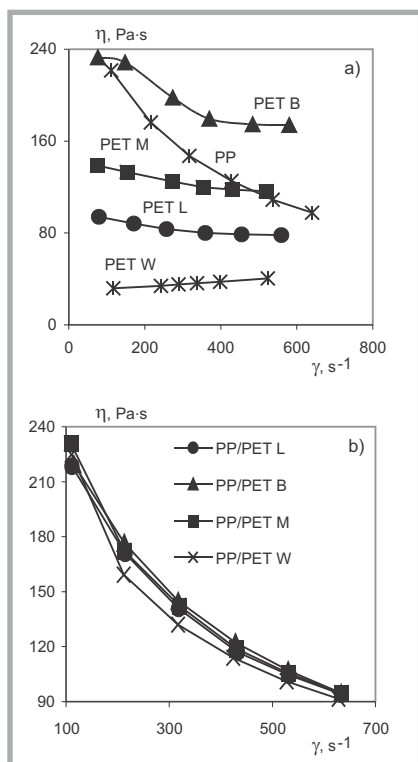 η, Pa·s
240
a)
PET B
160
PET M
PP
PET L
80
PET W
0
0 200 400 600 800
γ, s-1
η, Pa·s
240
b)
PP/PET L
210
PP/PET B
180
PP/PET M
PP/PET W
150
120
90
100 300 500 700
γ, s-1